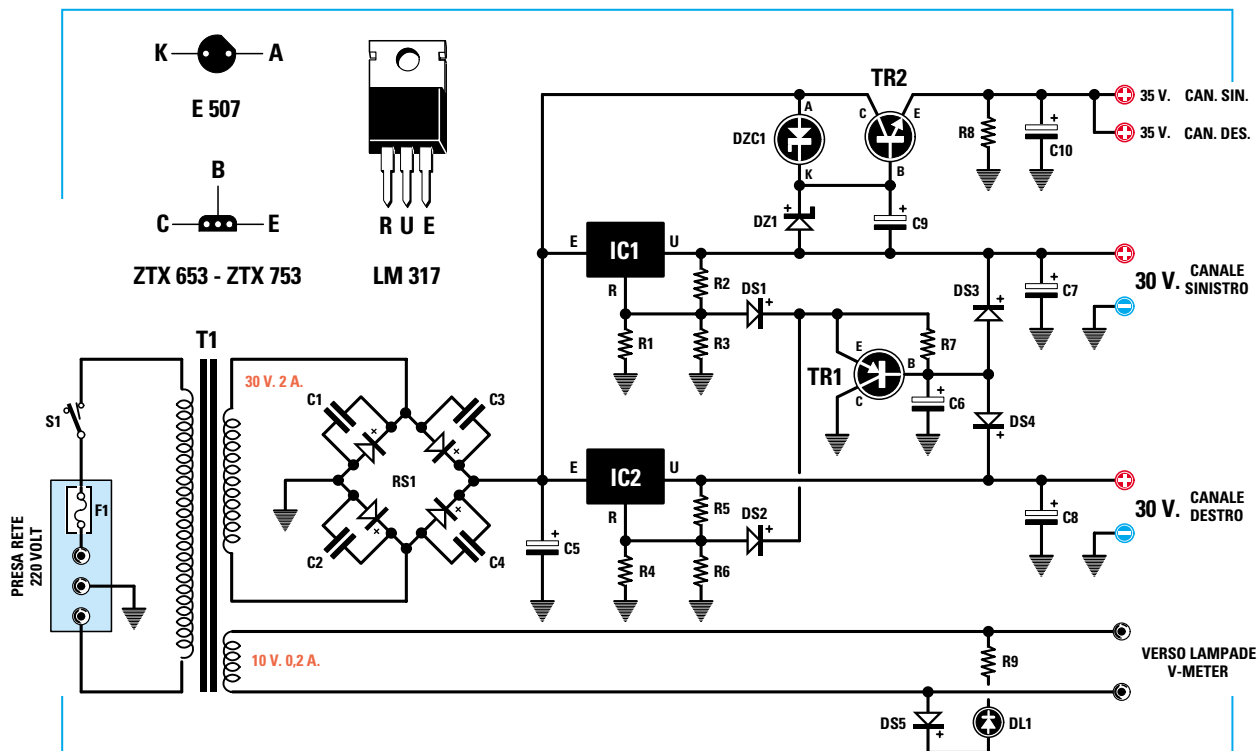 K
A
E 507
B
C
E
ZTX 653 - ZTX 753
R U E
LM 317
TR2
A
C
E
DZC1
K
B
R8
+
C10
35 V. CAN. SIN.
35 V. CAN. DES.
+
DZ1
+
C9
E
IC1
U
R
R2
DS1
+
R1
R3
DS3
+
+
C7
30 V. CANALE
SINISTRO
E
TR1
B
C
R7
+
C6
DS4
+
T1
30 V. 2 A.
S1
F1
PRESA RETE
220 VOLT
C1
C3
RS1
C2
C4
+
C5
E
IC2
U
R
R5
DS2
+
R4
R6
+
C8
30 V. CANALE
DESTRO
10 V. 0,2 A.
R9
VERSO LAMPADE
V-METER
DS5
+
DL1